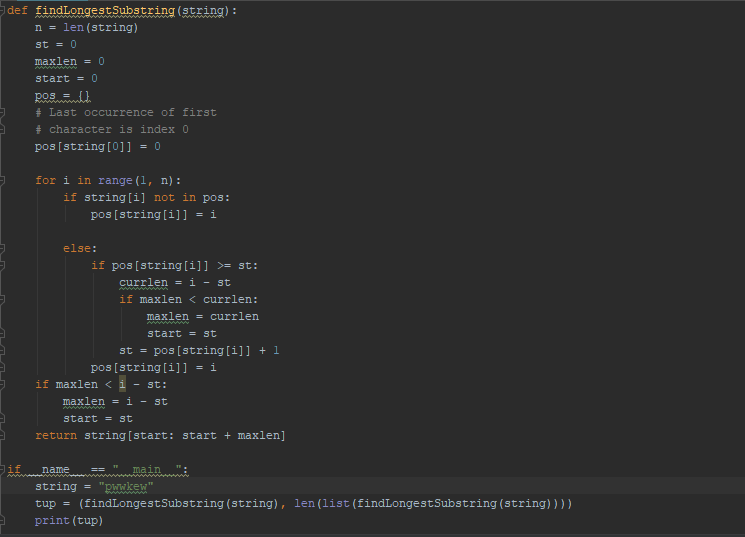 def findLongestSubstring(string):
    n = len(string)
    st = 0
    maxlen = 0
    start = 0
    pos = {}
    # Last occurrence of first
    # character is index 0
    pos[string[0]] = 0

    for i in range(1, n):
        if string[i] not in pos:
            pos[string[i]] = i

        else:
            if pos[string[i]] >= st:
                currlen = i - st
                if maxlen < currlen:
                    maxlen = currlen
                    start = st
                st = pos[string[i]] + 1
            pos[string[i]] = i
    if maxlen < i - st:
        maxlen = i - st
        start = st
    return string[start: start + maxlen]

if __name__ == "__main__":
    string = "pwwkew"
    tup = (findLongestSubstring(string), len(list(findLongestSubstring(string))))
    print(tup)